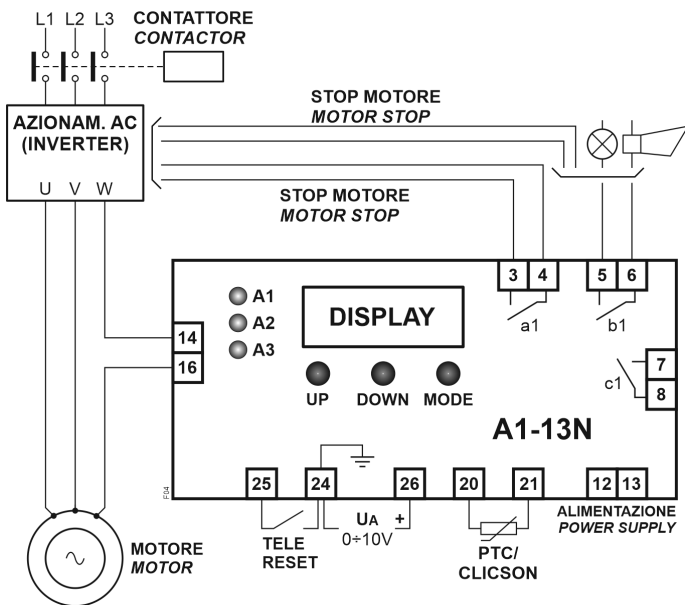 L1 L2 L3
CONTATTORE
CONTACTOR
AZIONAM. AC
(INVERTER)
U V W
STOP MOTORE
MOTOR STOP
STOP MOTORE
MOTOR STOP
3 4 5 6
a1 b1
A1
A2
A3
DISPLAY
14
16
7
8
c1
UP DOWN MODE
A1-13N
F04
25 24 26 20 21 12 13
TELE
RESET
UA +
0÷10V
PTC/
CLICSON
ALIMENTAZIONE
POWER SUPPLY
MOTORE
MOTOR